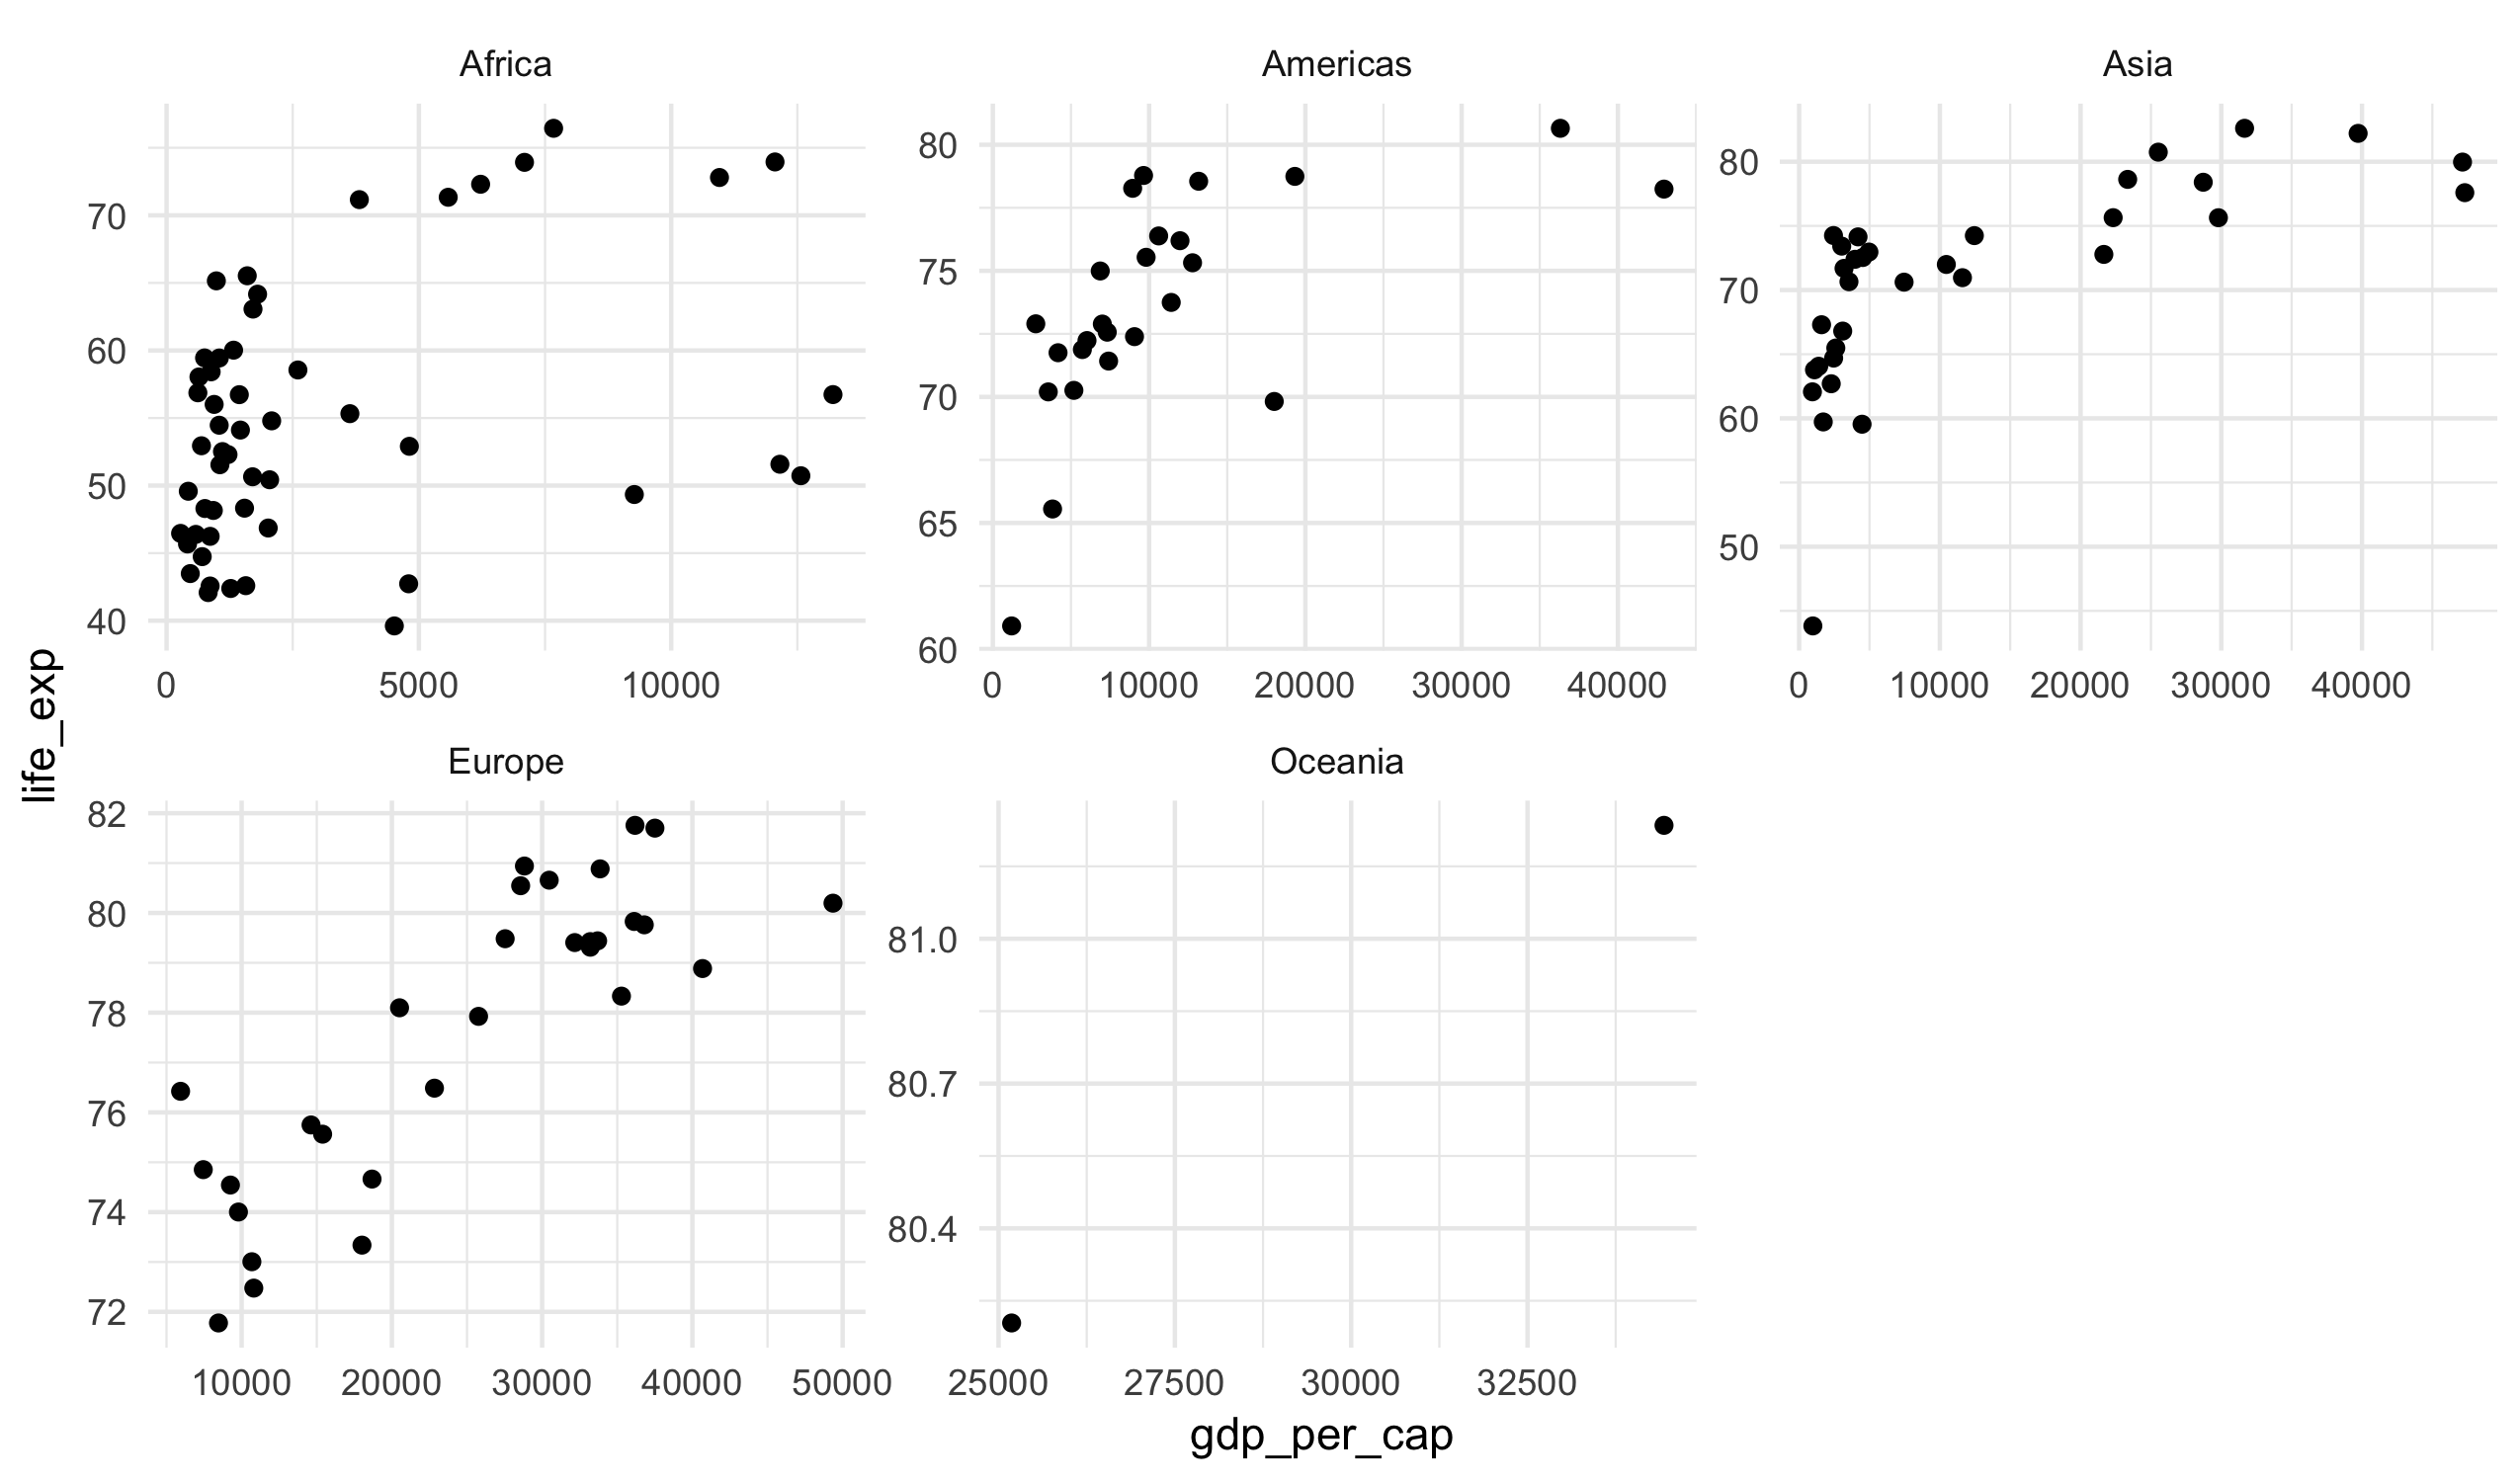 Africa Americas Asia
80 80
70 75 70
60 70 60
50 65 50
40 60
0 5000 10000 0 10000 20000 30000 40000 0 10000 20000 30000 40000
life_exp
Europe Oceania
82
80 81.0
78
76 80.7
74 80.4
72
10000 20000 30000 40000 50000 25000 27500 30000 32500
gdp_per_cap